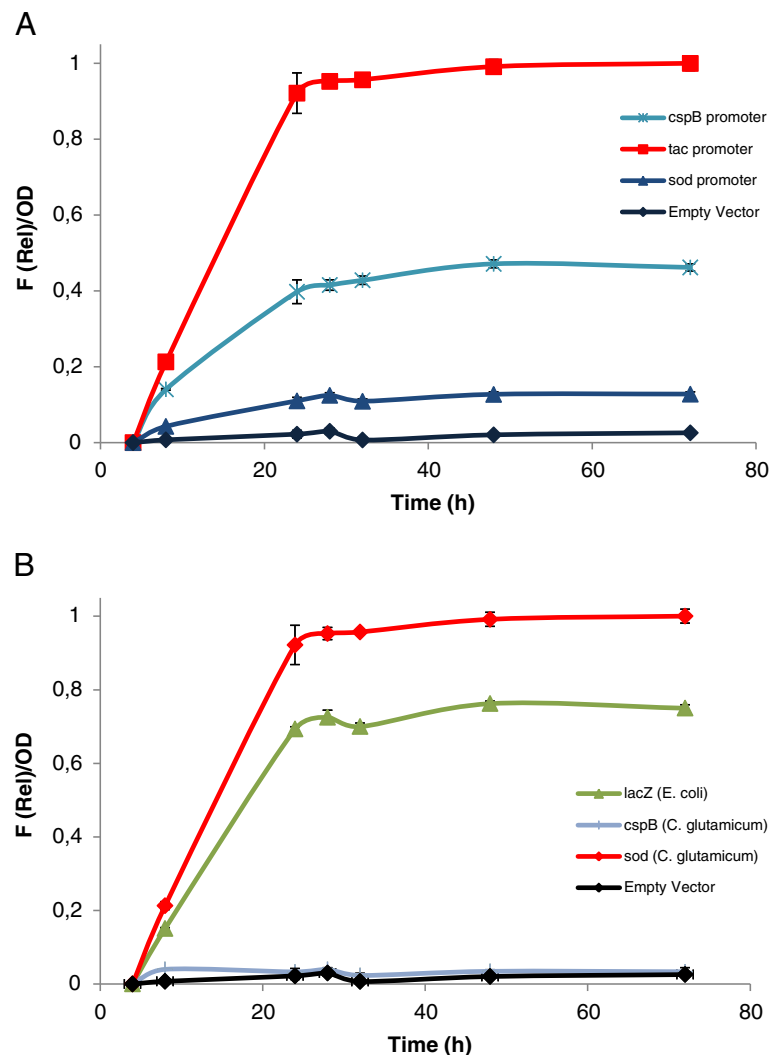 A
1
0,8
0,6
0,4
0,2
0
0
20
40
60
80
F (Rel)/OD
Time (h)
cspB promoter
tac promoter
sod promoter
Empty Vector
B
1
0,8
0,6
0,4
0,2
0
0
20
40
60
80
F (Rel)/OD
Time (h)
lacZ (E. coli)
cspB (C. glutamicum)
sod (C. glutamicum)
Empty Vector